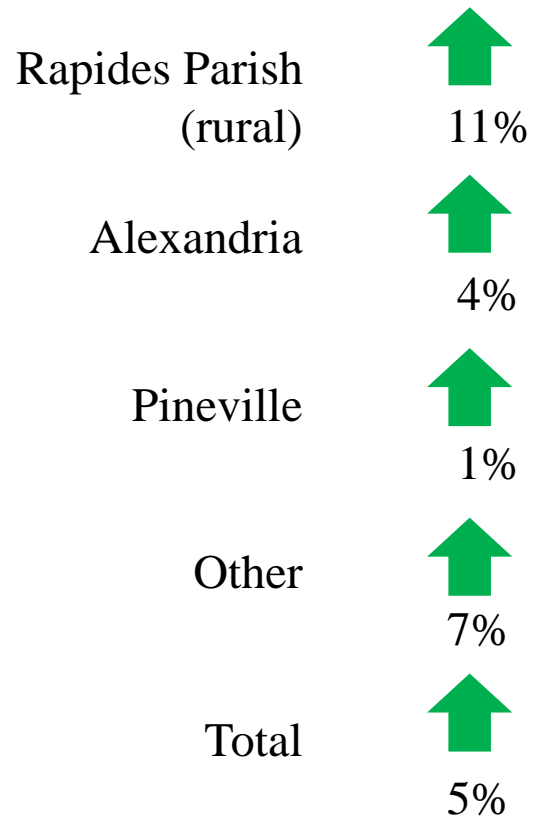 Rapides Parish
(rural)
11%
Alexandria
4%
Pineville
1%
Other
7%
Total
5%